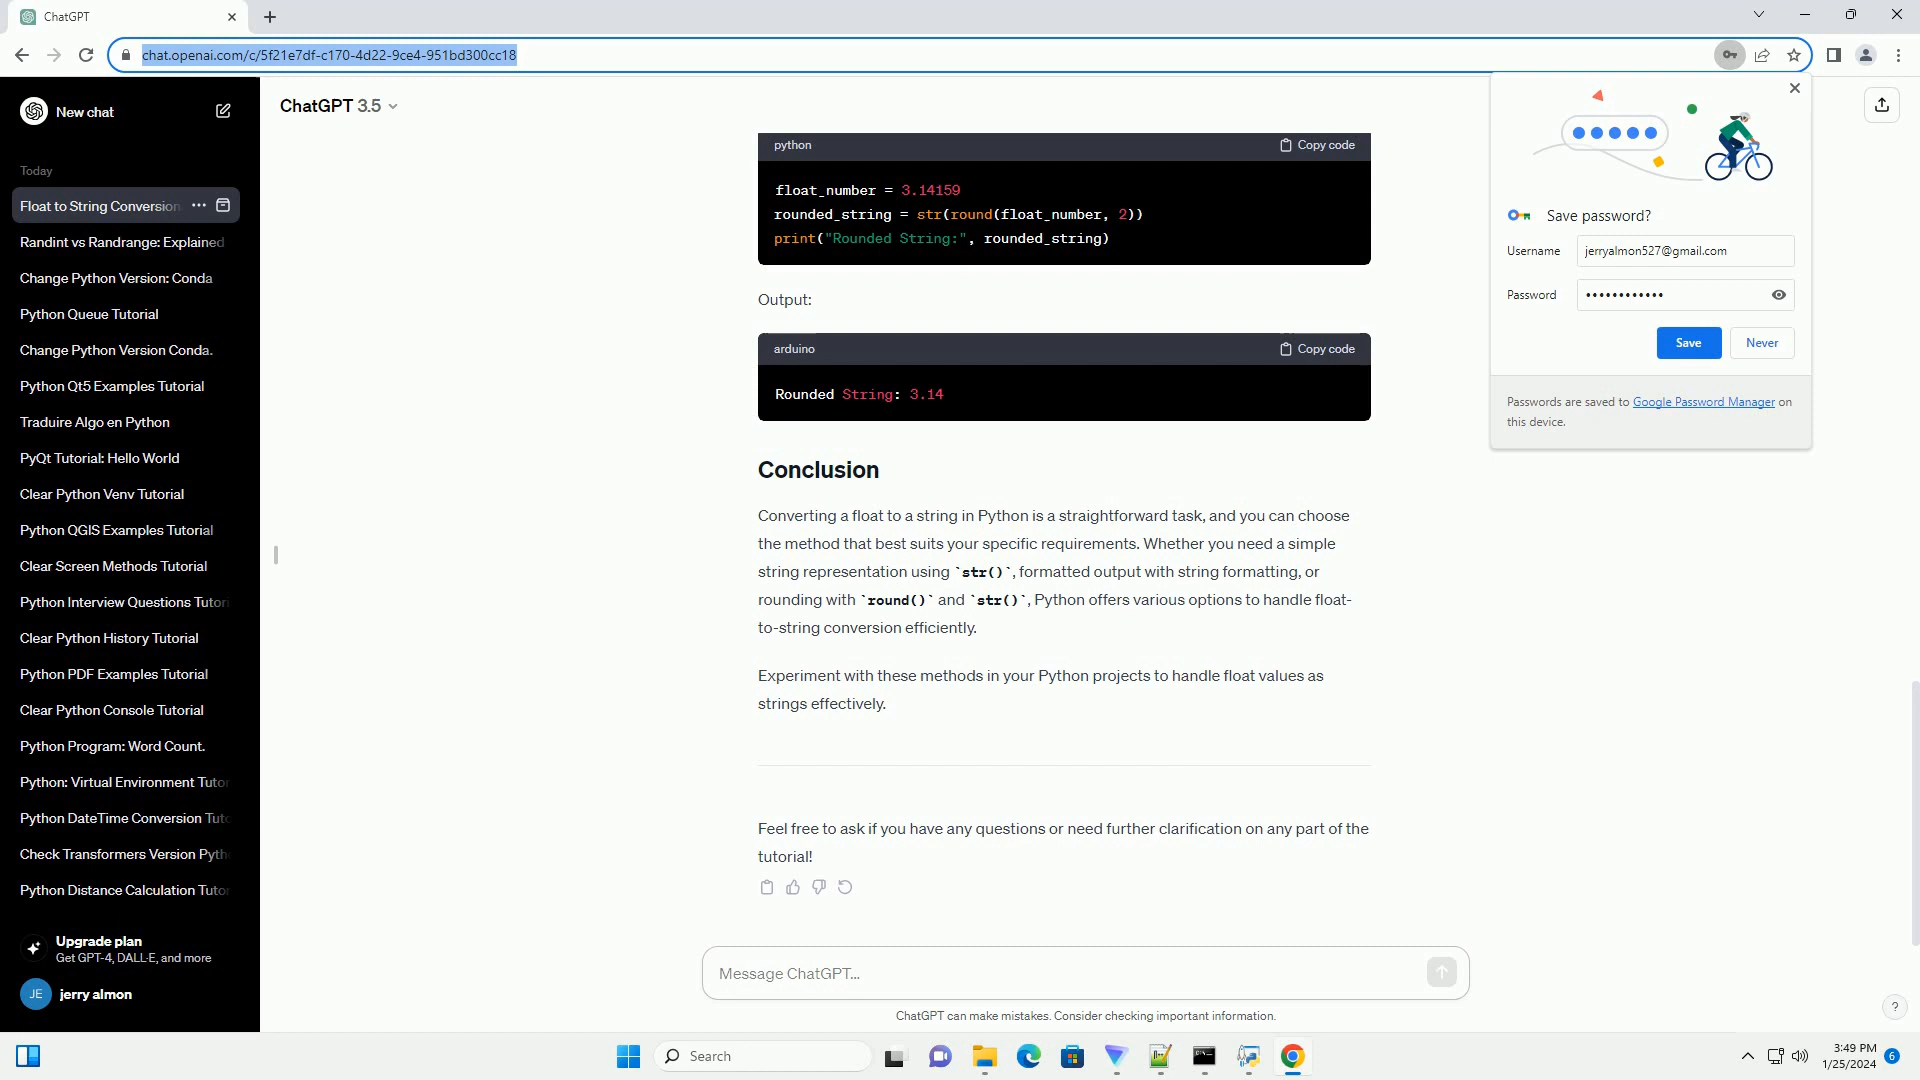 ChatGPT
chat.openai.com/c/5f21e7df-c170-4d22-9ce4-951bd300cc18
New chat
Today
Float to String Conversion
Randint vs Randrange: Explained
Change Python Version: Conda
Python Queue Tutorial
Change Python Version Conda.
Python Qt5 Examples Tutorial
Traduire Algo en Python
PyQt Tutorial: Hello World
Clear Python Venv Tutorial
Python QGIS Examples Tutorial
Clear Screen Methods Tutorial
Python Interview Questions Tutori
Clear Python History Tutorial
Python PDF Examples Tutorial
Clear Python Console Tutorial
Python Program: Word Count.
Python: Virtual Environment Tutor
Python DateTime Conversion Tuto
Check Transformers Version Pyth
Python Distance Calculation Tutor
Upgrade plan
Get GPT-4, DALL·E, and more
JE
jerry almon
ChatGPT 3.5
python
Copy code
float_number = 3.14159
rounded_string = str(round(float_number, 2))
print("Rounded String:", rounded_string)
Output:
arduino
Copy code
Rounded String: 3.14
Conclusion
Converting a float to a string in Python is a straightforward task, and you can choose
the method that best suits your specific requirements. Whether you need a simple
string representation using `str()`, formatted output with string formatting, or
rounding with `round()` and `str()`, Python offers various options to handle float-
to-string conversion efficiently.
Experiment with these methods in your Python projects to handle float values as
strings effectively.
Feel free to ask if you have any questions or need further clarification on any part of the
tutorial!
Message ChatGPT...
ChatGPT can make mistakes. Consider checking important information.
?
Save password?
Username
jerryalmon527@gmail.com
Password
••••••••••••
Save
Never
Passwords are saved to Google Password Manager on
this device.
Search
3:49 PM
1/25/2024
6